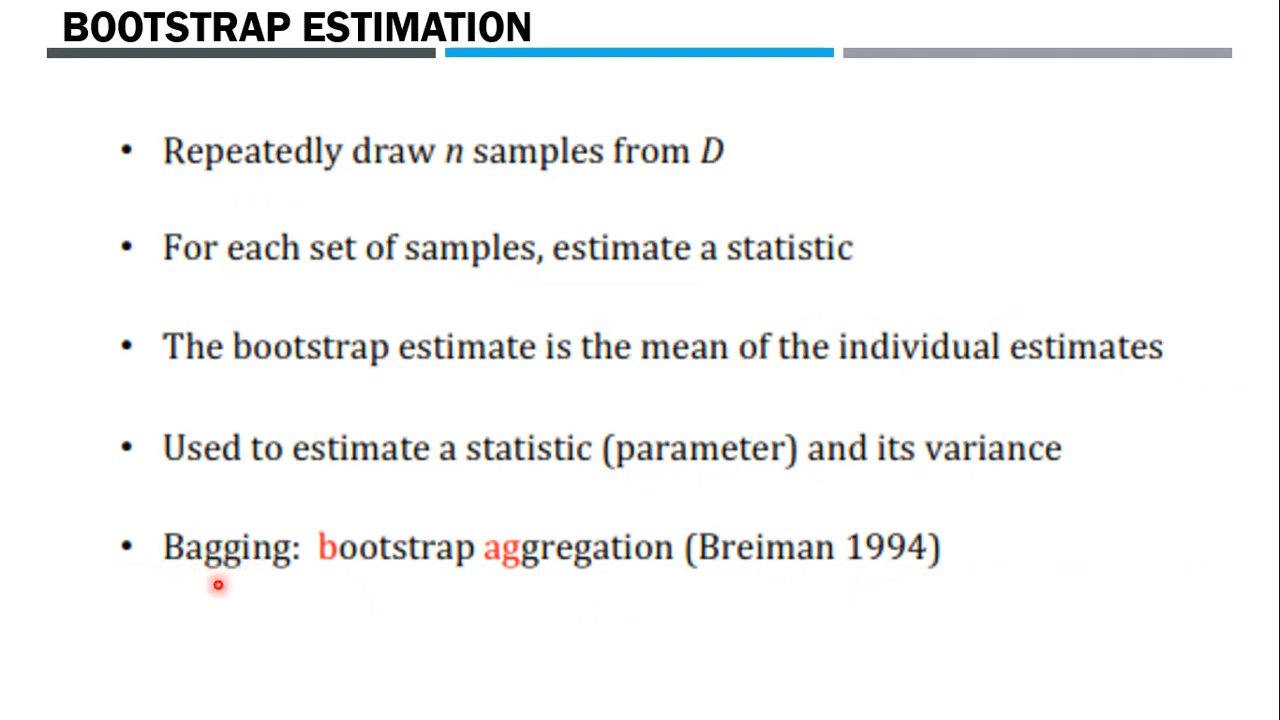 BOOTSTRAP ESTIMATION
• Repeatedly draw n samples from D
• For each set of samples, estimate a statistic
• The bootstrap estimate is the mean of the individual estimates
• Used to estimate a statistic (parameter) and its variance
• Bagging: bootstrap aggregation (Breiman 1994)